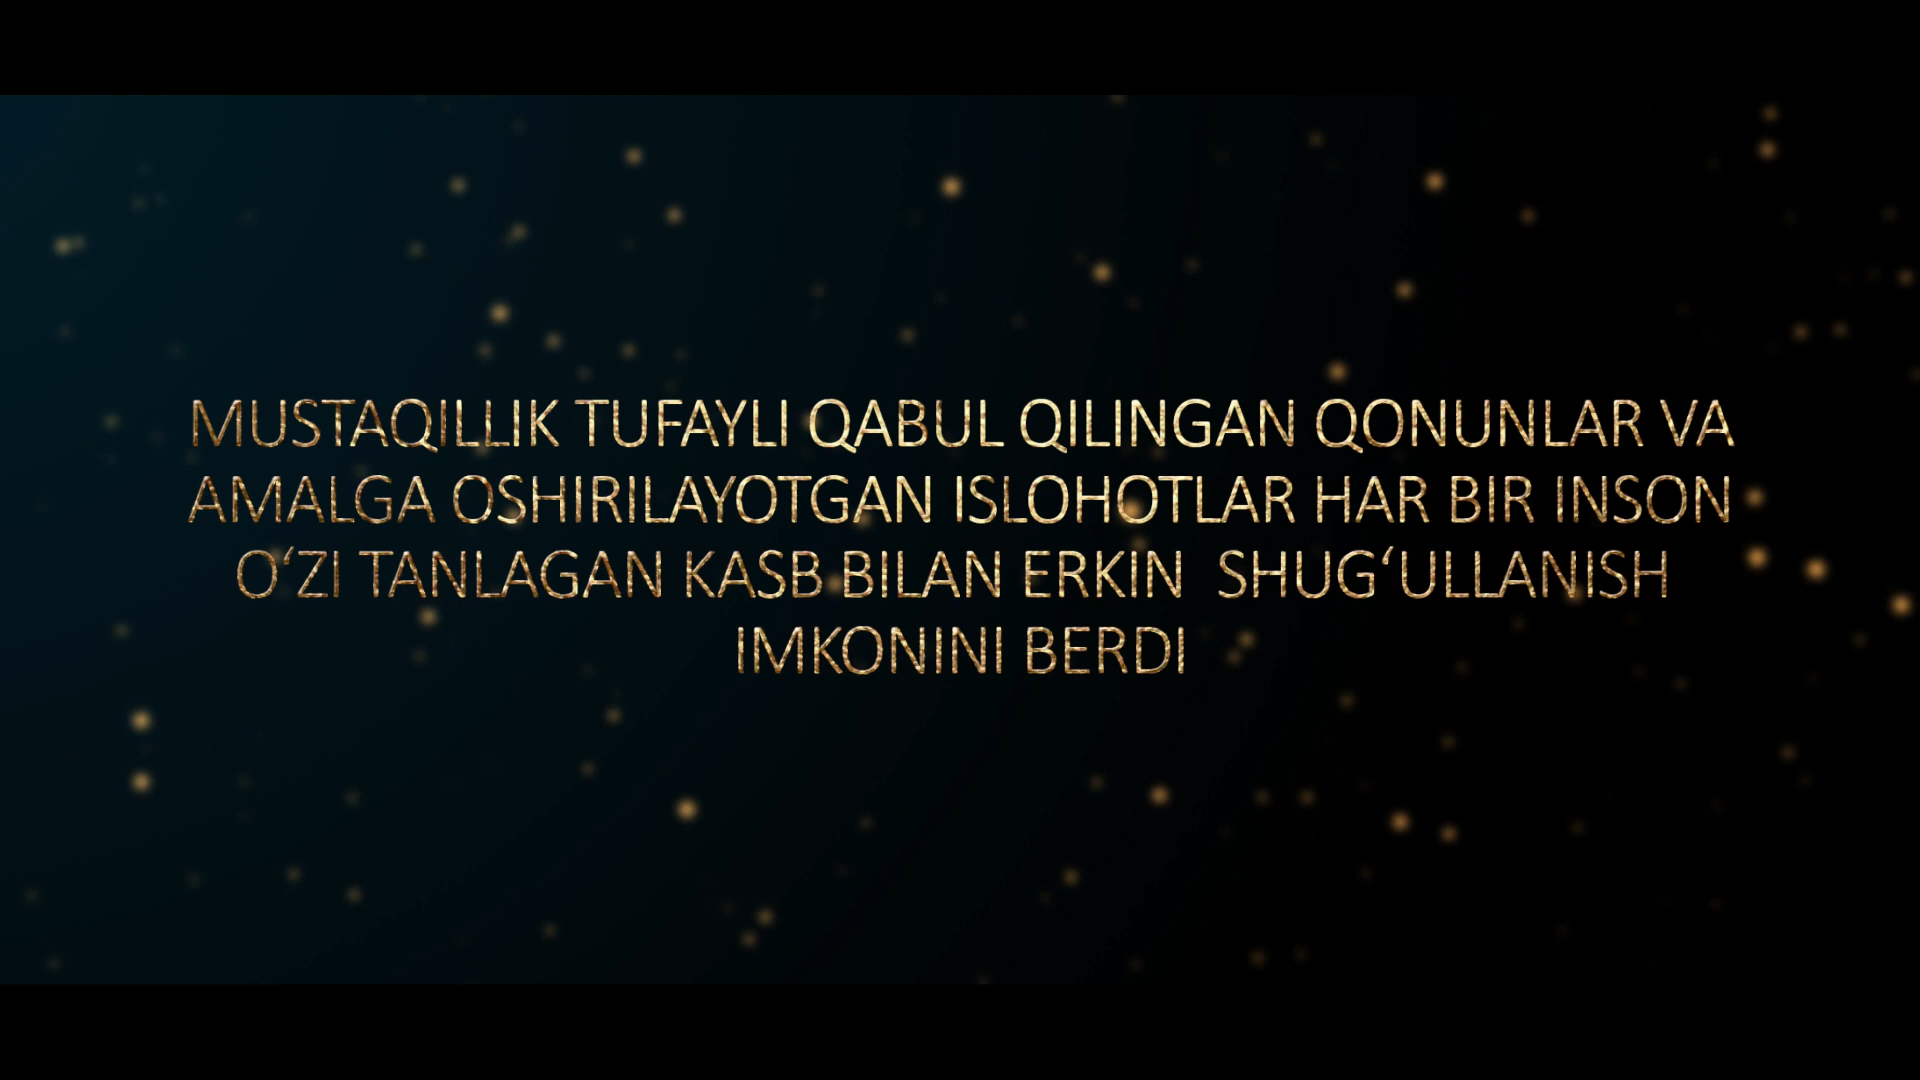 MUSTAQILLIK TUFAYLI QABUL QILINGAN QONUNLAR VA
AMALGA OSHIRILAYOTGAN ISLOHOTLAR HAR BIR INSON
O‘ZI TANLAGAN KASB BILAN ERKIN  SHUG‘ULLANISH
IMKONINI BERDI